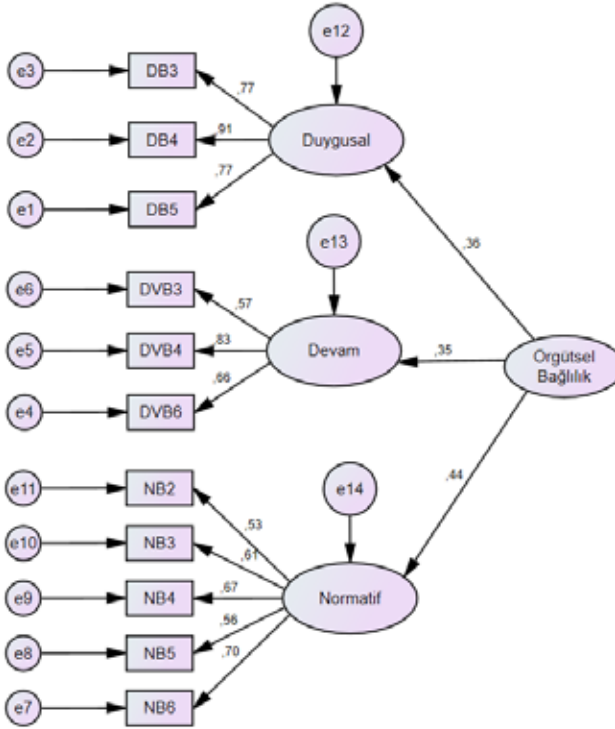 e12
e3
DB3
,77
e2
DB4
,91
Duygusal
e1
DB5
,77
e13
,36
e6
DVB3
,57
e5
DVB4
,83
Devam
,35
Örgütsel
Bağlılık
e4
DVB6
,66
e11
NB2
e14
,44
,53
e10
NB3
,61
e9
NB4
,67
Normatif
e8
NB5
,56
,70
e7
NB6